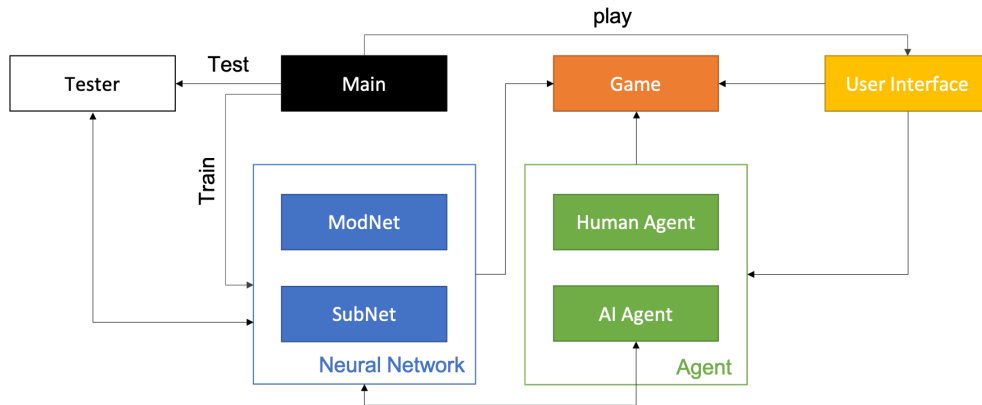 play
Test
Tester
Main
Game
User Interface
Train
ModNet
Human Agent
SubNet
AI Agent
Neural Network
Agent